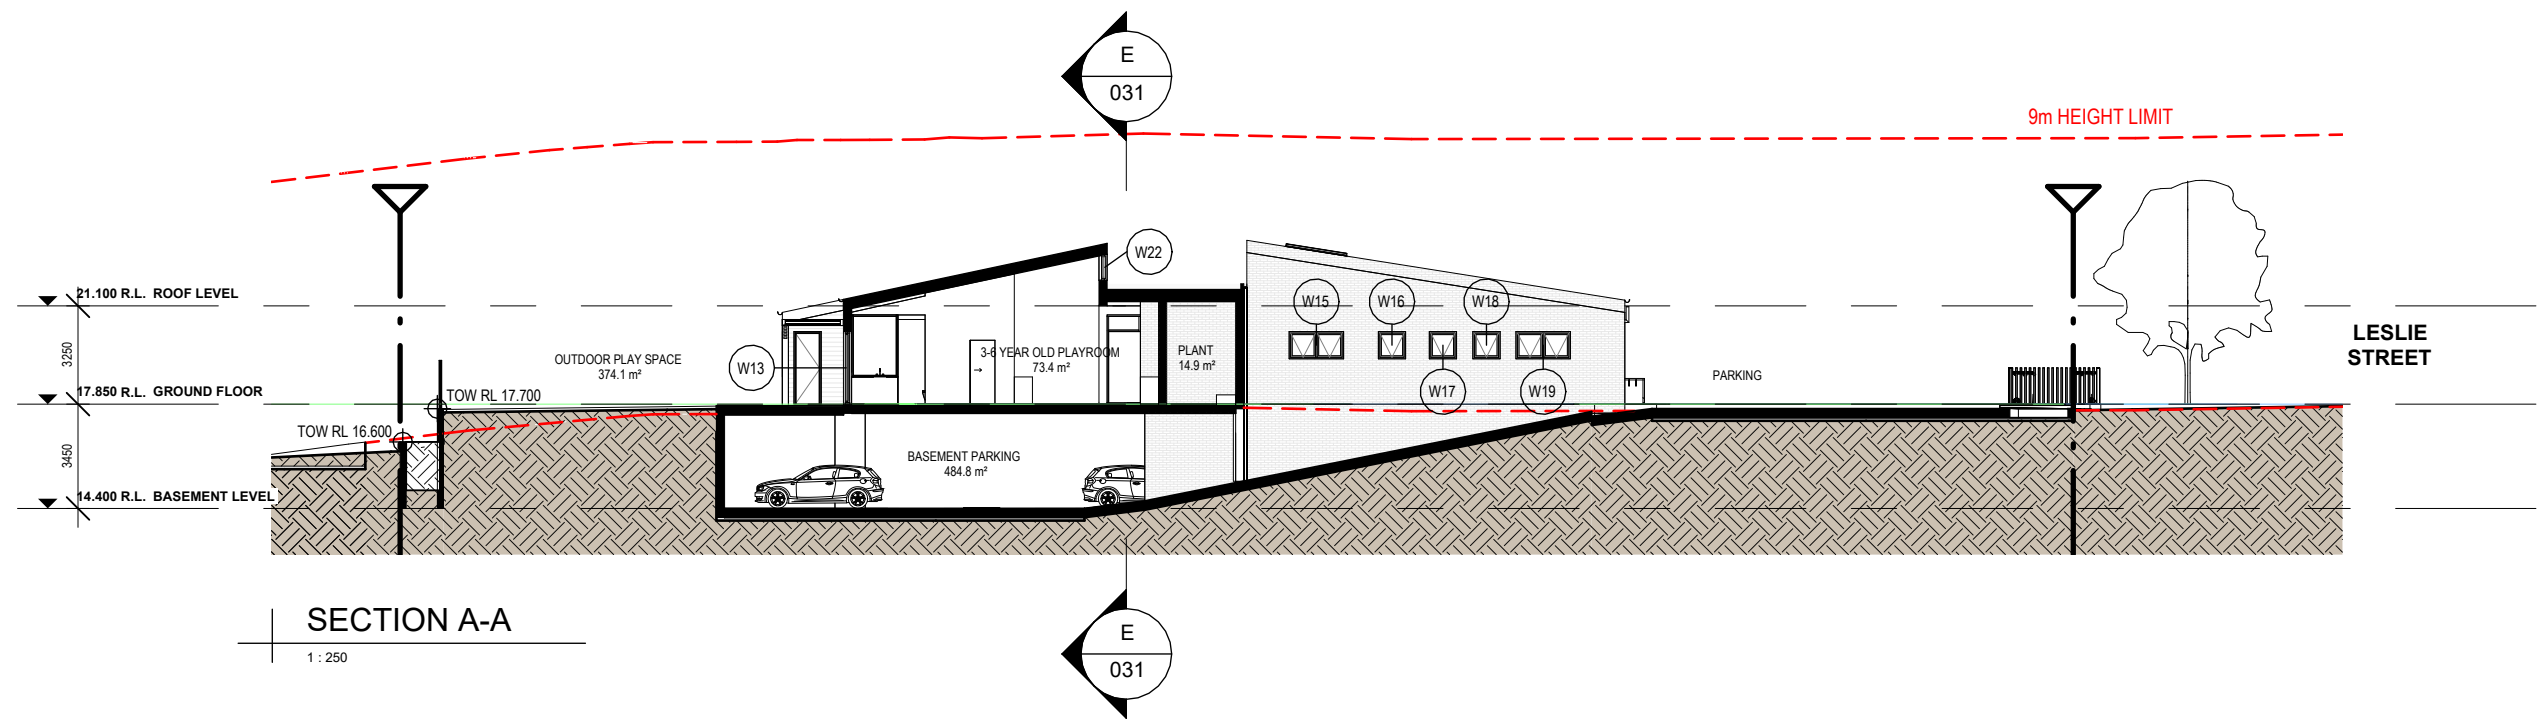 E
031
9m HEIGHT LIMIT
W22
21.100 R.L. ROOF LEVEL
W15
W16
W18
LESLIE
STREET
3250
OUTDOOR PLAY SPACE
374.1 m²
W13
3-6 YEAR OLD PLAYROOM
73.4 m²
PLANT
14.9 m²
PARKING
17.850 R.L. GROUND FLOOR
TOW RL 17.700
W17
W19
TOW RL 16.600
3450
BASEMENT PARKING
484.8 m²
14.400 R.L. BASEMENT LEVEL
SECTION A-A
1 : 250
E
031